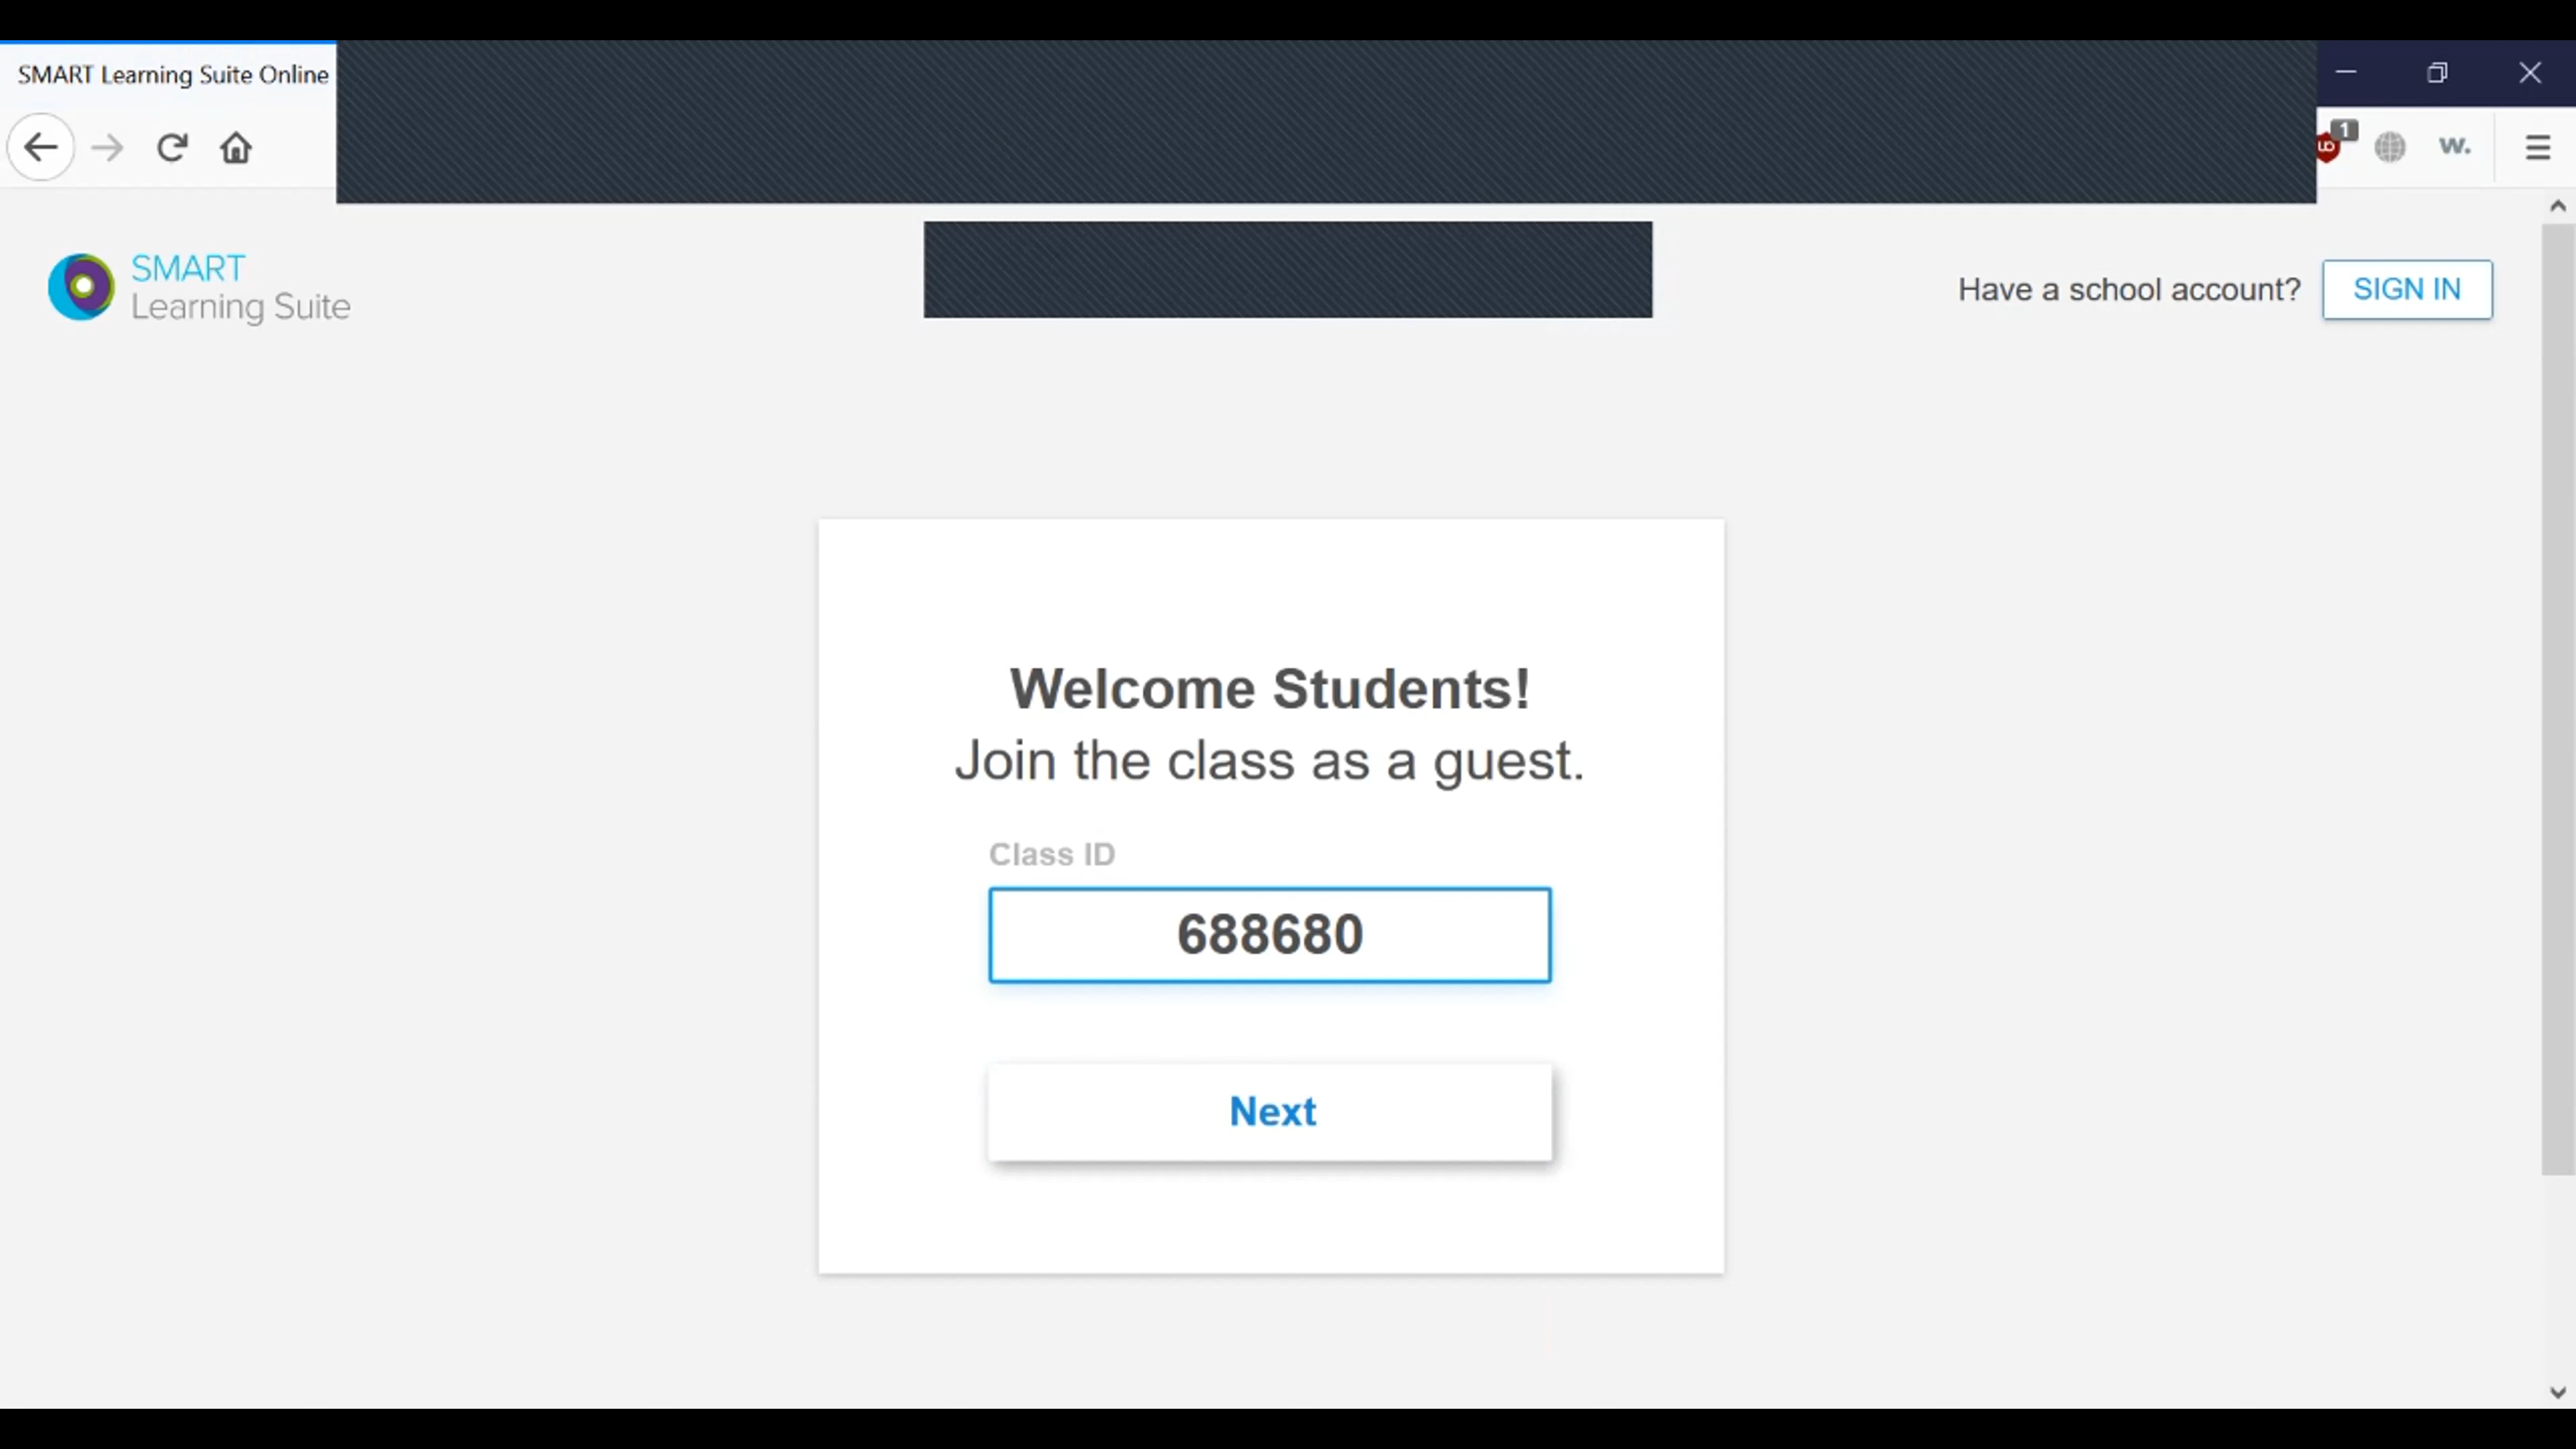 SMART Learning Suite Online
1
w.
SMART
Learning Suite
Have a school account?
SIGN IN
Welcome Students!
Join the class as a guest.
Class ID
688680
Next